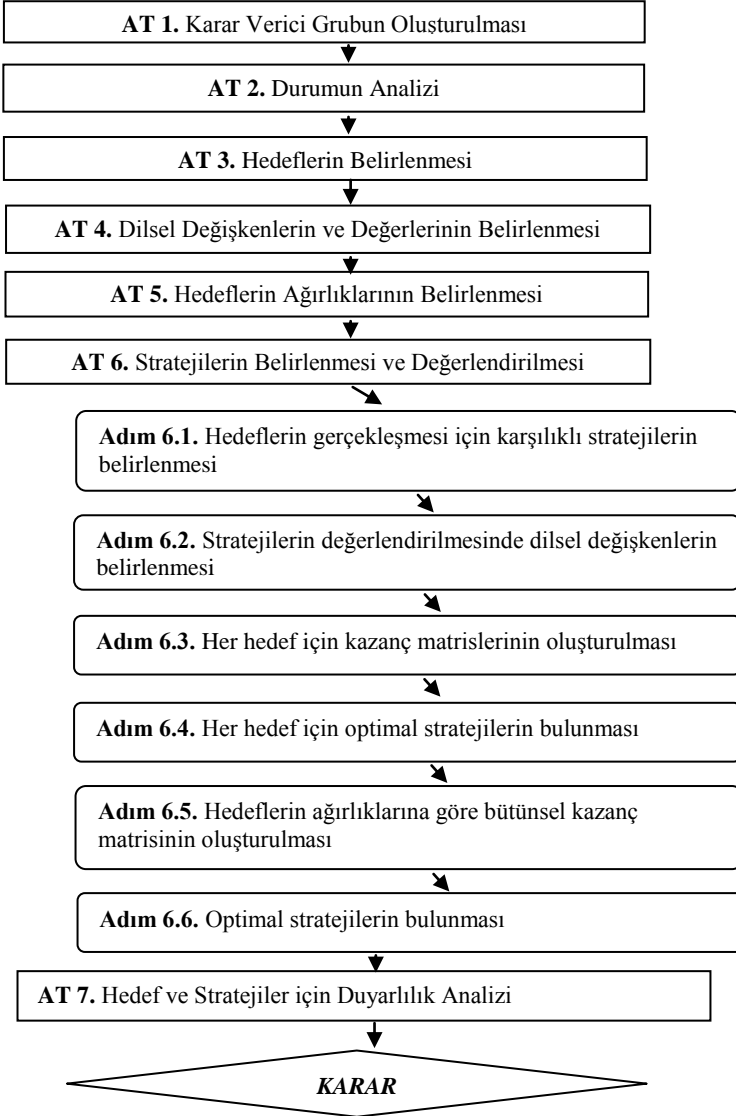 AT 1. Karar Verici Grubun Oluşturulması
AT 2. Durumun Analizi
AT 3. Hedeflerin Belirlenmesi
AT 4. Dilsel Değişkenlerin ve Değerlerinin Belirlenmesi
AT 5. Hedeflerin Ağırlıklarının Belirlenmesi
AT 6. Stratejilerin Belirlenmesi ve Değerlendirilmesi
Adım 6.1. Hedeflerin gerçekleşmesi için karşılıklı stratejilerin
belirlenmesi
Adım 6.2. Stratejilerin değerlendirilmesinde dilsel değişkenlerin
belirlenmesi
Adım 6.3. Her hedef için kazanç matrislerinin oluşturulması
Adım 6.4. Her hedef için optimal stratejilerin bulunması
Adım 6.5. Hedeflerin ağırlıklarına göre bütünsel kazanç
matrisinin oluşturulması
Adım 6.6. Optimal stratejilerin bulunması
AT 7. Hedef ve Stratejiler için Duyarlılık Analizi
KARAR